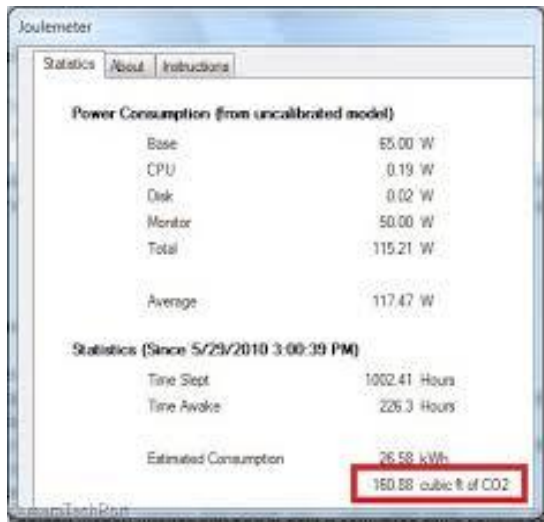 Joulemeter
Statistics About Instructions
Power Consumption (from uncalibrated model)
Base 65.00 W
CPU 0.19 W
Disk 0.02 W
Monitor 50.00 W
Total 115.21 W
Average 117.47 W
Statistics (Since 5/29/2010 3:00:39 PM)
Time Slept 1002.41 Hours
Time Awake 226.3 Hours
Estimated Consumption 26.58 kWh
160.88 cubic ft of CO2